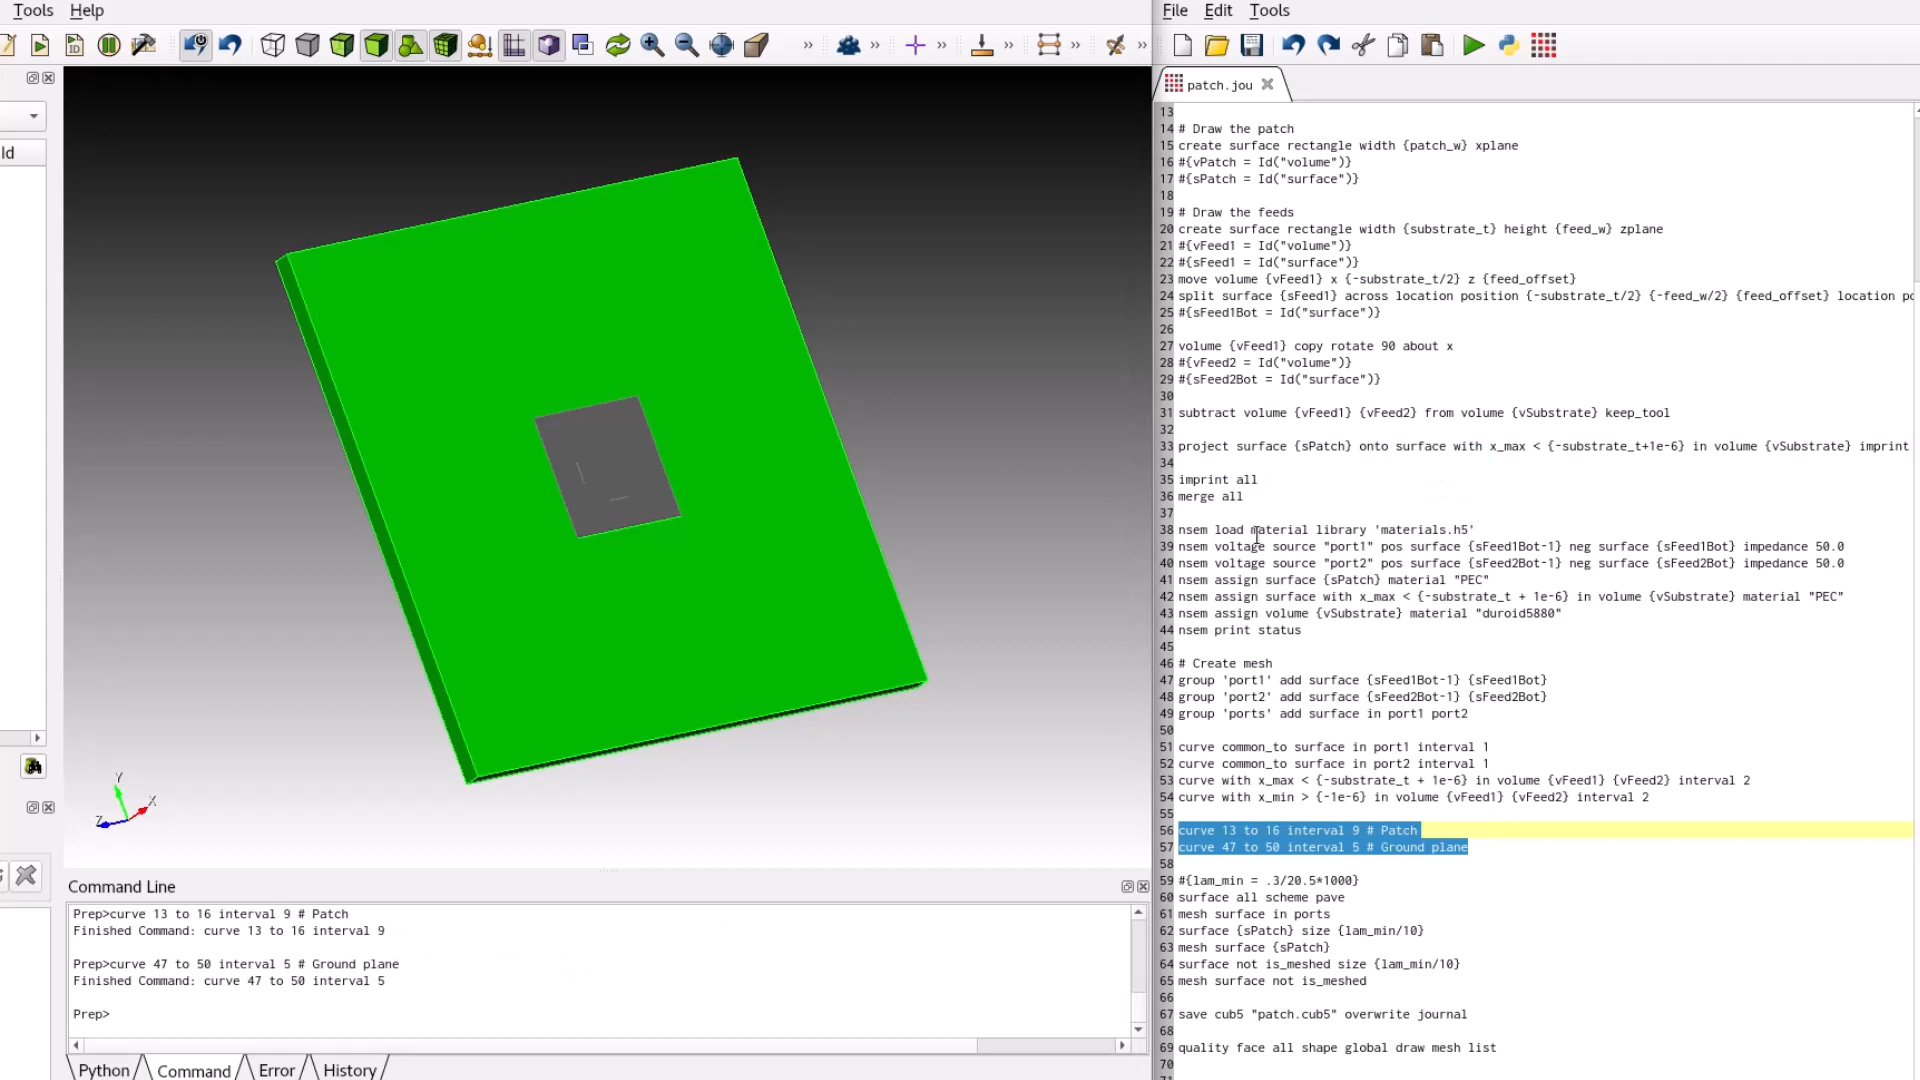 Tools Help
File Edit Tools
patch.jou
Id
13
14 # Draw the patch
15 create surface rectangle width {patch_w} xplane
16 #{vPatch = Id("volume")}
17 #{sPatch = Id("surface")}
18
19 # Draw the feeds
20 create surface rectangle width {substrate_t} height {feed_w} zplane
21 #{vFeed1 = Id("volume")}
22 #{sFeed1 = Id("surface")}
23 move volume {vFeed1} x {-substrate_t/2} z {feed_offset}
24 split surface {sFeed1} across location position {-substrate_t/2} {-feed_w/2} {feed_offset} location po
25 #{sFeed1Bot = Id("surface")}
26
27 volume {vFeed1} copy rotate 90 about x
28 #{vFeed2 = Id("volume")}
29 #{sFeed2Bot = Id("surface")}
30
31 subtract volume {vFeed1} {vFeed2} from volume {vSubstrate} keep_tool
32
33 project surface {sPatch} onto surface with x_max < {-substrate_t+1e-6} in volume {vSubstrate} imprint
34
35 imprint all
36 merge all
37
38 nsem load material library 'materials.h5'
39 nsem voltage source "port1" pos surface {sFeed1Bot-1} neg surface {sFeed1Bot} impedance 50.0
40 nsem voltage source "port2" pos surface {sFeed2Bot-1} neg surface {sFeed2Bot} impedance 50.0
41 nsem assign surface {sPatch} material "PEC"
42 nsem assign surface with x_max < {-substrate_t + 1e-6} in volume {vSubstrate} material "PEC"
43 nsem assign volume {vSubstrate} material "duroid5880"
44 nsem print status
45
46 # Create mesh
47 group 'port1' add surface {sFeed1Bot-1} {sFeed1Bot}
48 group 'port2' add surface {sFeed2Bot-1} {sFeed2Bot}
49 group 'ports' add surface in port1 port2
50
51 curve common_to surface in port1 interval 1
52 curve common_to surface in port2 interval 1
53 curve with x_max < {-substrate_t + 1e-6} in volume {vFeed1} {vFeed2} interval 2
54 curve with x_min > {-1e-6} in volume {vFeed1} {vFeed2} interval 2
55
56 curve 13 to 16 interval 9 # Patch
57 curve 47 to 50 interval 5 # Ground plane
58
59 #{lam_min = .3/20.5*1000}
60 surface all scheme pave
61 mesh surface in ports
62 surface {sPatch} size {lam_min/10}
63 mesh surface {sPatch}
64 surface not is_meshed size {lam_min/10}
65 mesh surface not is_meshed
66
67 save cub5 "patch.cub5" overwrite journal
68
69 quality face all shape global draw mesh list
70
Y
X
Z
Command Line
Prep>curve 13 to 16 interval 9 # Patch
Finished Command: curve 13 to 16 interval 9
Prep>curve 47 to 50 interval 5 # Ground plane
Finished Command: curve 47 to 50 interval 5
Prep>
Python Command Error History